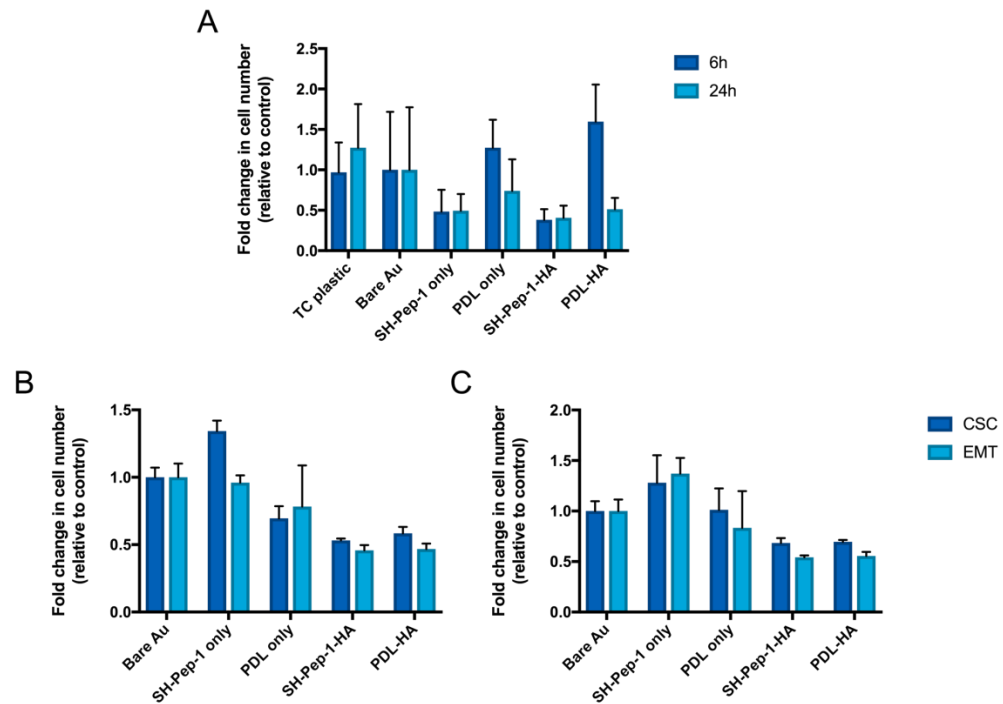 A
Fold change in cell number
(relative to control)
2.5
2.0
1.5
1.0
0.5
0.0
TC plastic
Bare Au
SH-Pep-1 only
PDL only
SH-Pep-1-HA
PDL-HA
6h
24h
B
Fold change in cell number
(relative to control)
1.5
1.0
0.5
0.0
Bare Au
SH-Pep-1 only
PDL only
SH-Pep-1-HA
PDL-HA
C
Fold change in cell number
(relative to control)
2.0
1.5
1.0
0.5
0.0
Bare Au
SH-Pep-1 only
PDL only
SH-Pep-1-HA
PDL-HA
CSC
EMT